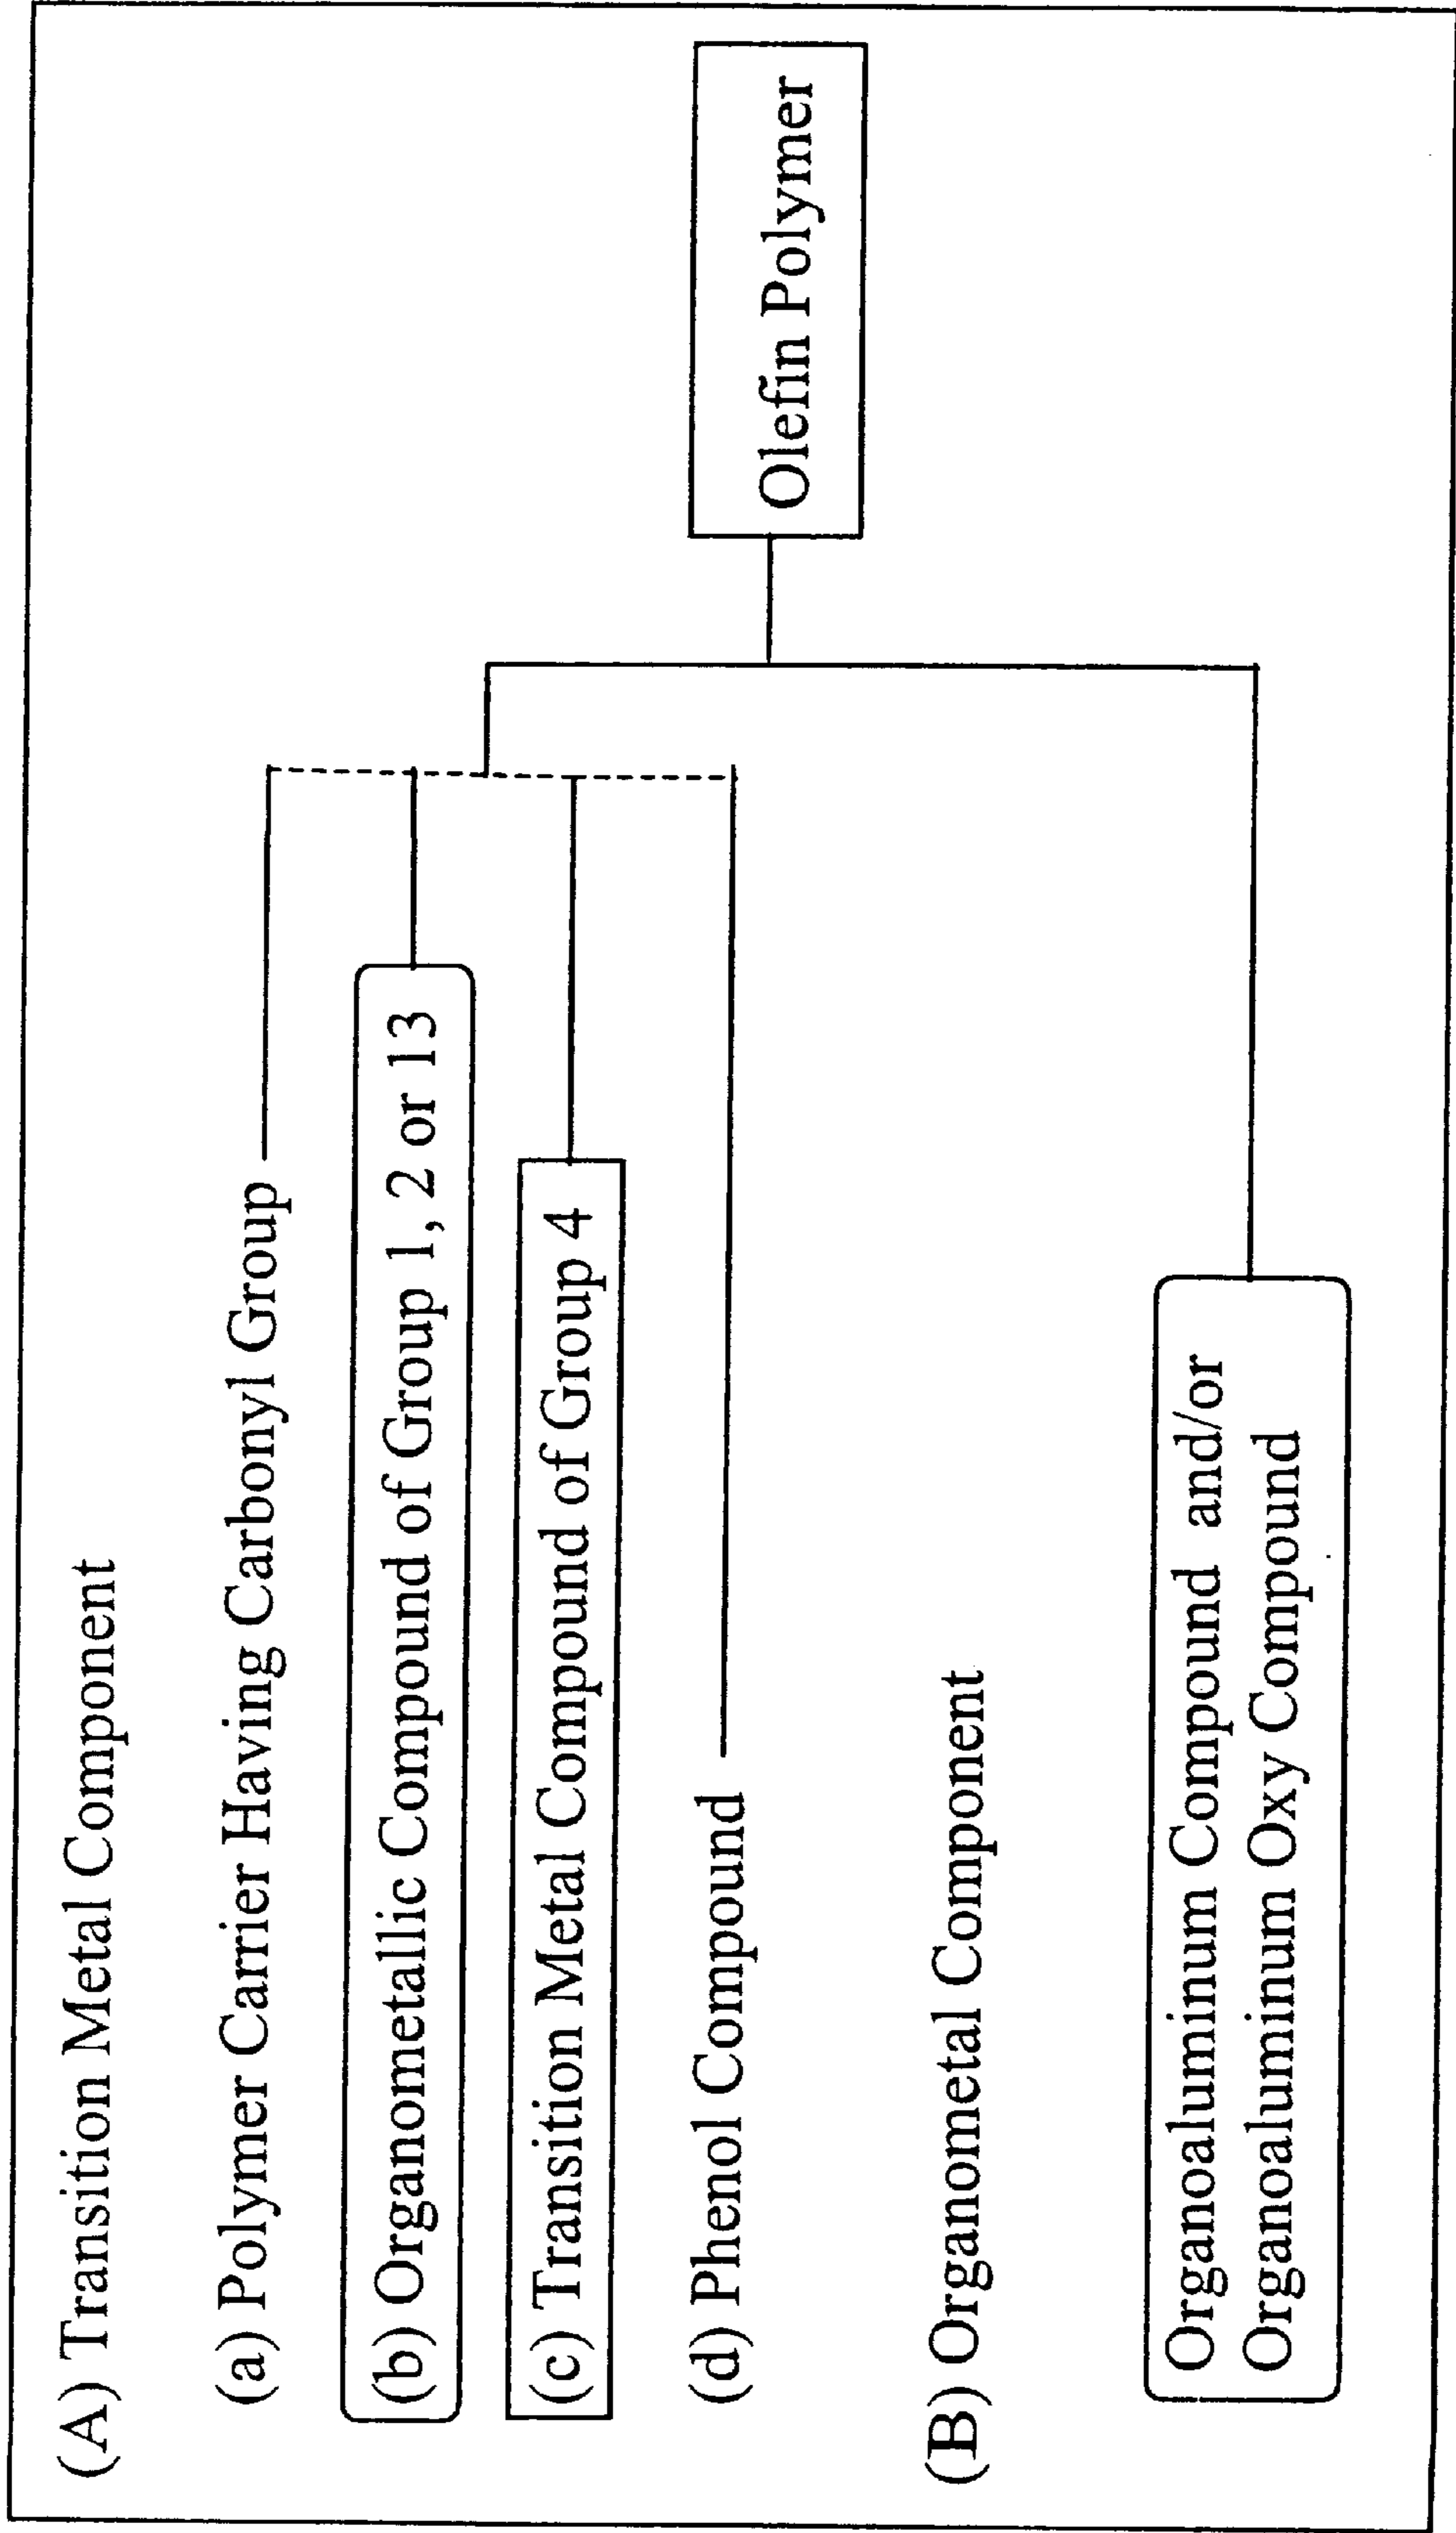 (A) Transition Metal Component
(a) Polymer Carrier Having Carbonyl Group
(b) Organometallic Compound of Group 1, 2 or 13
(c) Transition Metal Compound of Group 4
(d) Phenol Compound
Olefin Polymer
(B) Organometal Component
Organoaluminum Compound and/or
Organoaluminum Oxy Compound